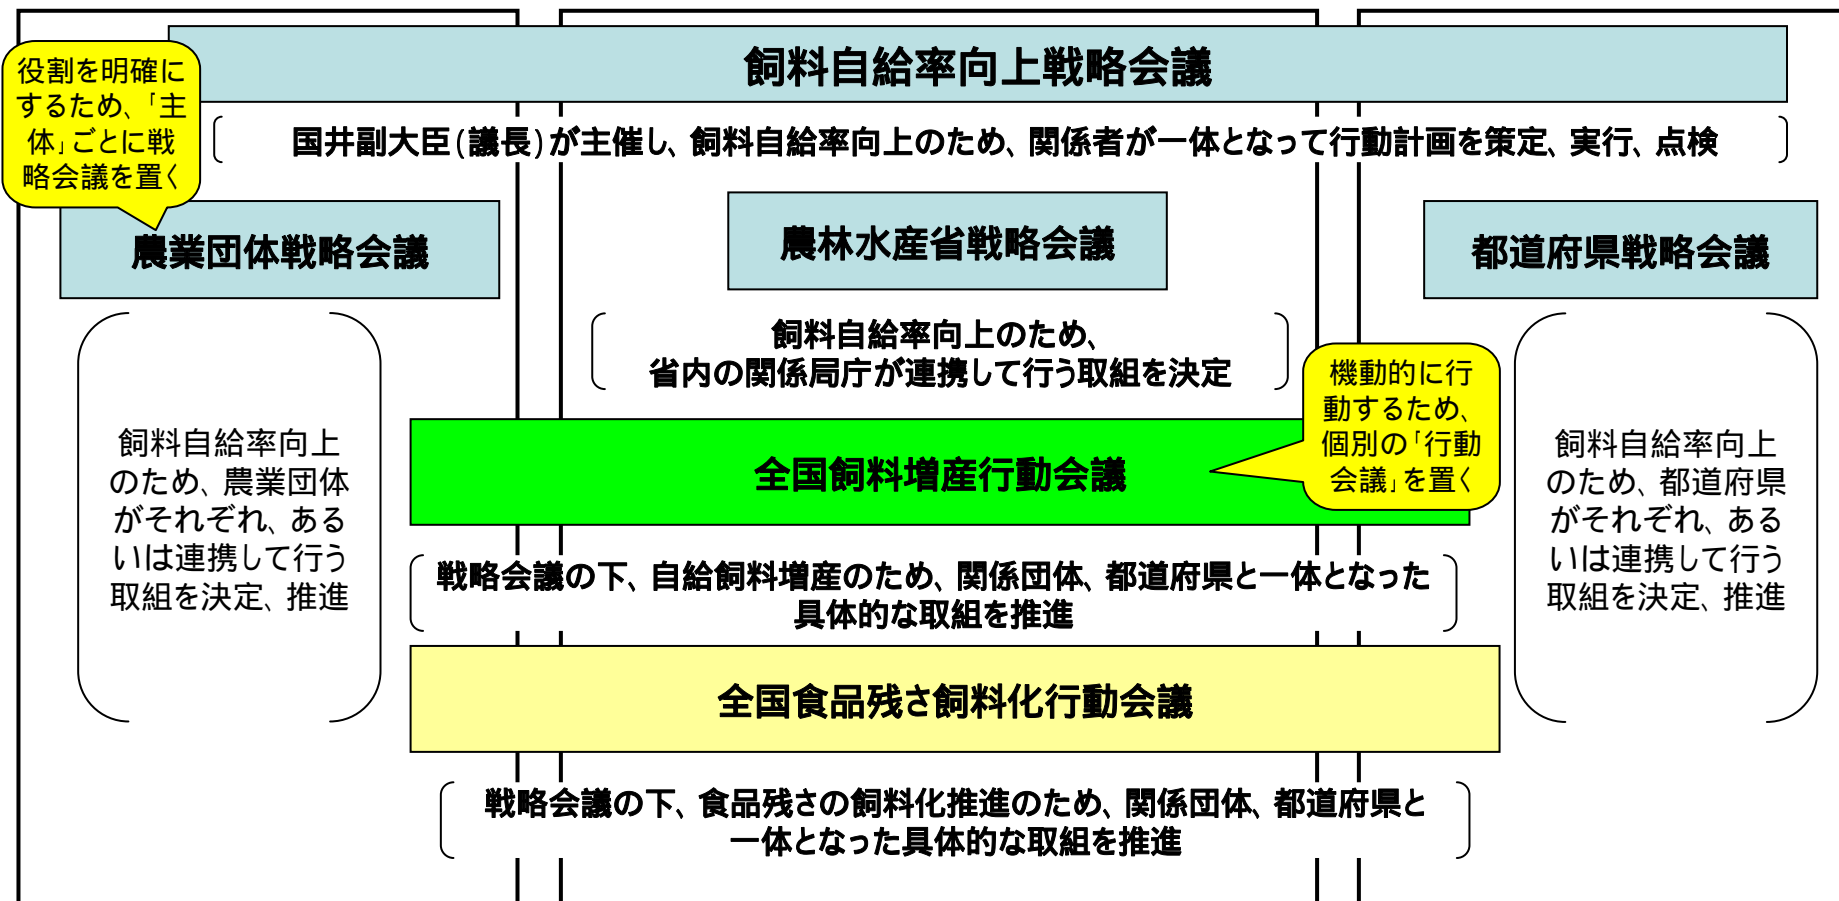 飼料自給率向上戦略会議
役割を明確に
するため、「主
体」ごとに戦
略会議を置く
国井副大臣(議長)が主催し、飼料自給率向上のため、関係者が一体となって行動計画を策定、実行、点検
農業団体戦略会議
農林水産省戦略会議
都道府県戦略会議
飼料自給率向上のため、
省内の関係局庁が連携して行う取組を決定
機動的に行
動するため、
個別の「行動
会議」を置く
飼料自給率向上
のため、農業団体
がそれぞれ、ある
いは連携して行う
取組を決定、推進
全国飼料増産行動会議
飼料自給率向上
のため、都道府県
がそれぞれ、ある
いは連携して行う
取組を決定、推進
戦略会議の下、自給飼料増産のため、関係団体、都道府県と一体となった
具体的な取組を推進
全国食品残さ飼料化行動会議
戦略会議の下、食品残さの飼料化推進のため、関係団体、都道府県と
一体となった具体的な取組を推進